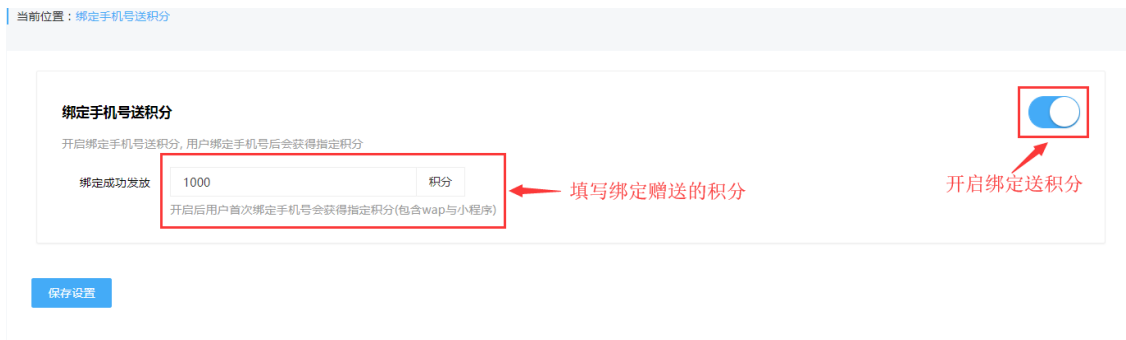 当前位置：绑定手机号送积分
绑定手机号送积分
开启绑定手机号送积分, 用户绑定手机号后会获得指定积分
绑定成功发放 1000 积分
开启后用户首次绑定手机号会获得指定积分(包含wap与小程序)
填写绑定赠送的积分
开启绑定送积分
保存设置